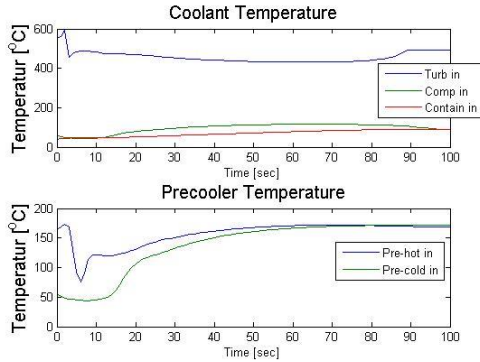 Coolant Temperature
Temperatur [°C]
600
400
200
0
Turb in
Comp in
Contain in
0 10 20 30 40 50 60 70 80 90 100
Time [sec]
Precooler Temperature
Temperatur [°C]
200
150
100
50
0
Pre-hot in
Pre-cold in
0 10 20 30 40 50 60 70 80 90 100
Time [sec]